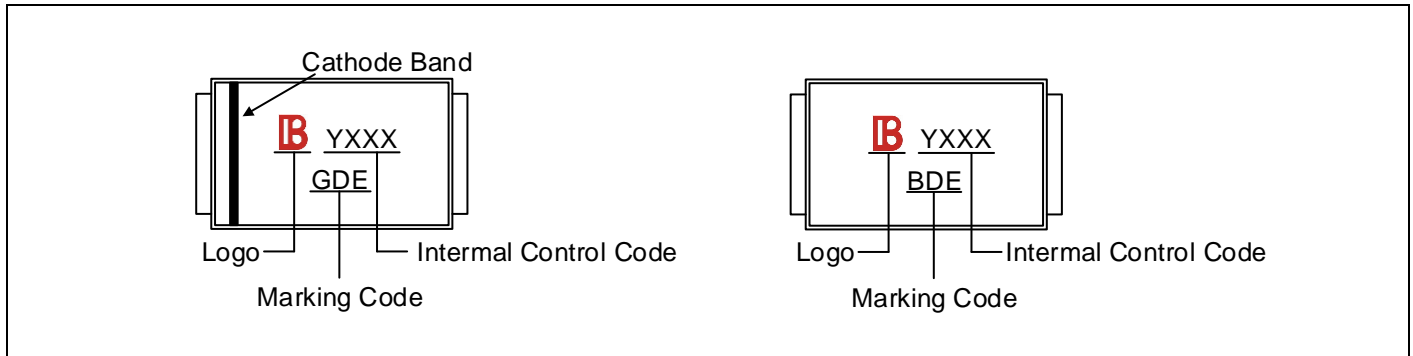 Cathode Band
B YXXX
GDE
Logo
Intermal Control Code
Marking Code
B YXXX
BDE
Logo
Intermal Control Code
Marking Code